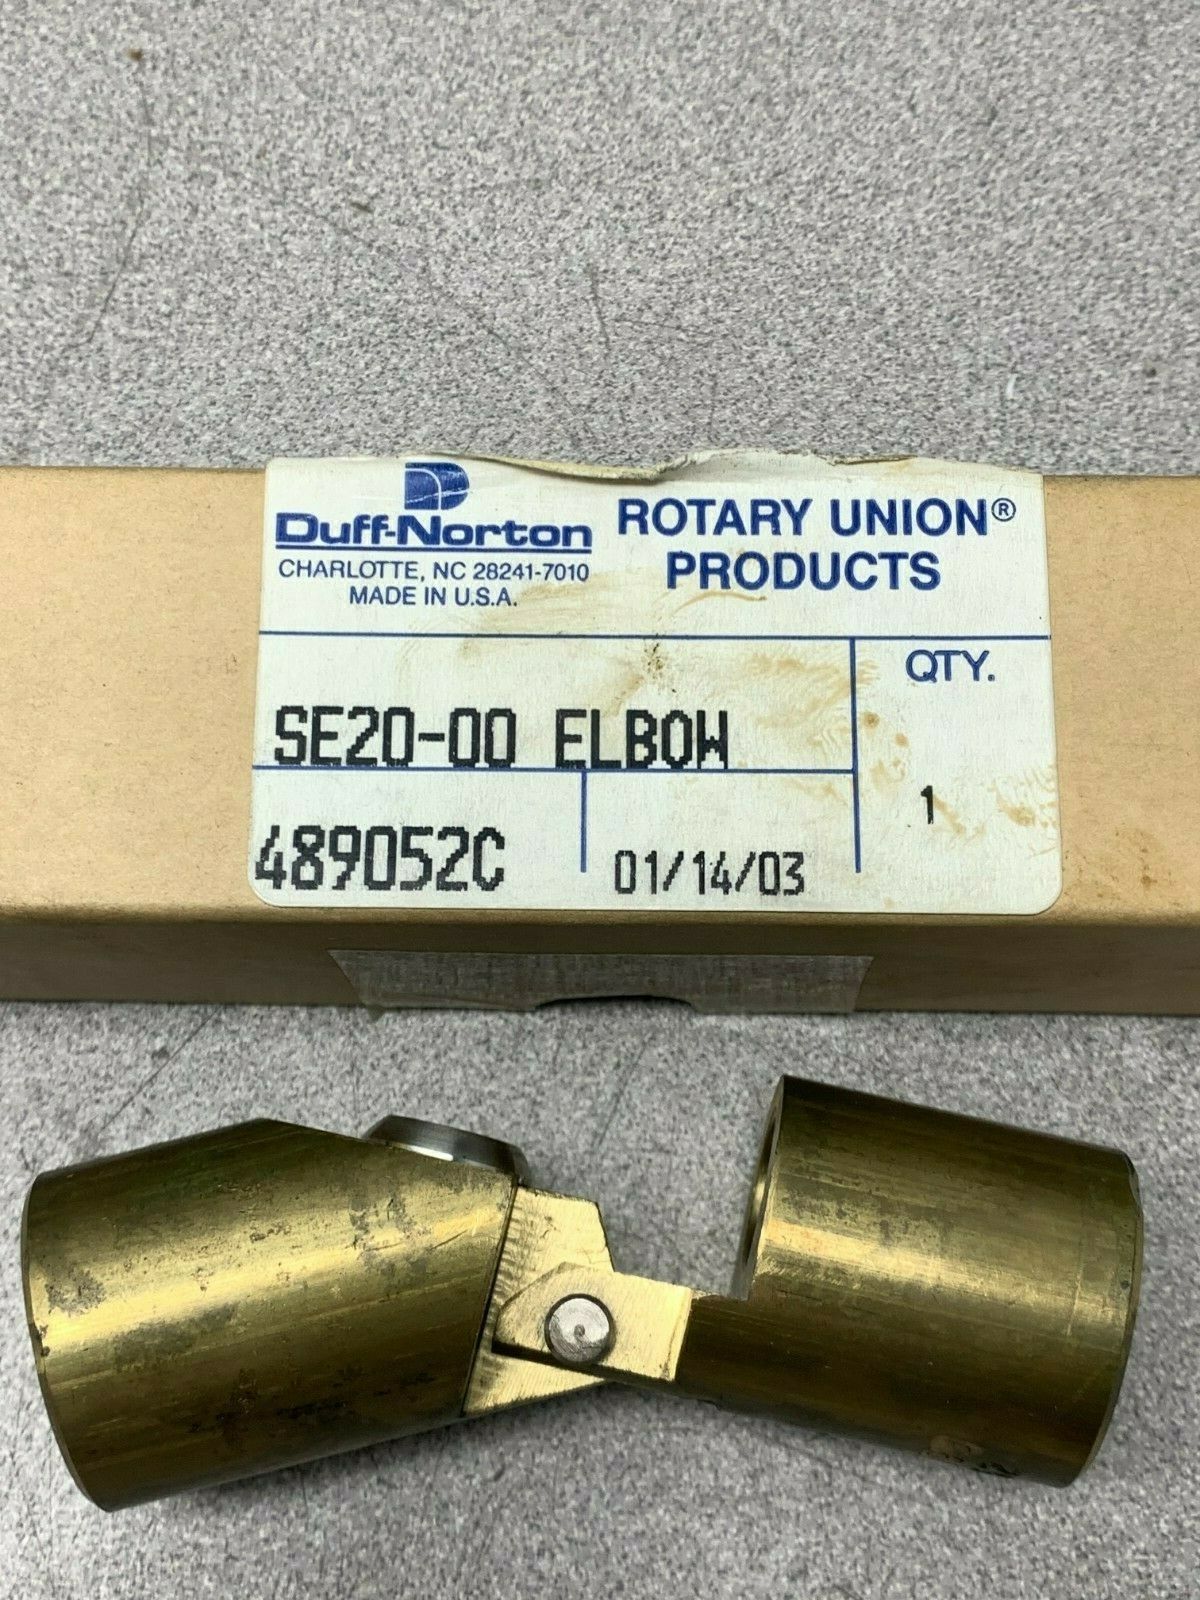 Duff-Norton
CHARLOTTE, NC 28241-7010
MADE IN U.S.A.
ROTARY UNION®
PRODUCTS
SE20-00 ELBOW
QTY.
1
489052C
01/14/03